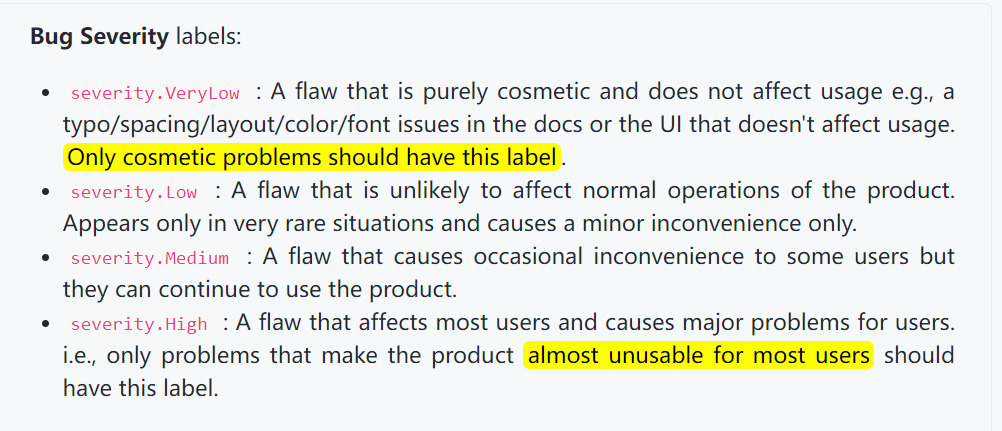 Bug Severity labels:
• severity.VeryLow : A flaw that is purely cosmetic and does not affect usage e.g., a
typo/spacing/layout/color/font issues in the docs or the UI that doesn't affect usage.
Only cosmetic problems should have this label.
• severity.Low : A flaw that is unlikely to affect normal operations of the product.
Appears only in very rare situations and causes a minor inconvenience only.
• severity.Medium : A flaw that causes occasional inconvenience to some users but
they can continue to use the product.
• severity.High : A flaw that affects most users and causes major problems for users.
i.e., only problems that make the product almost unusable for most users should
have this label.